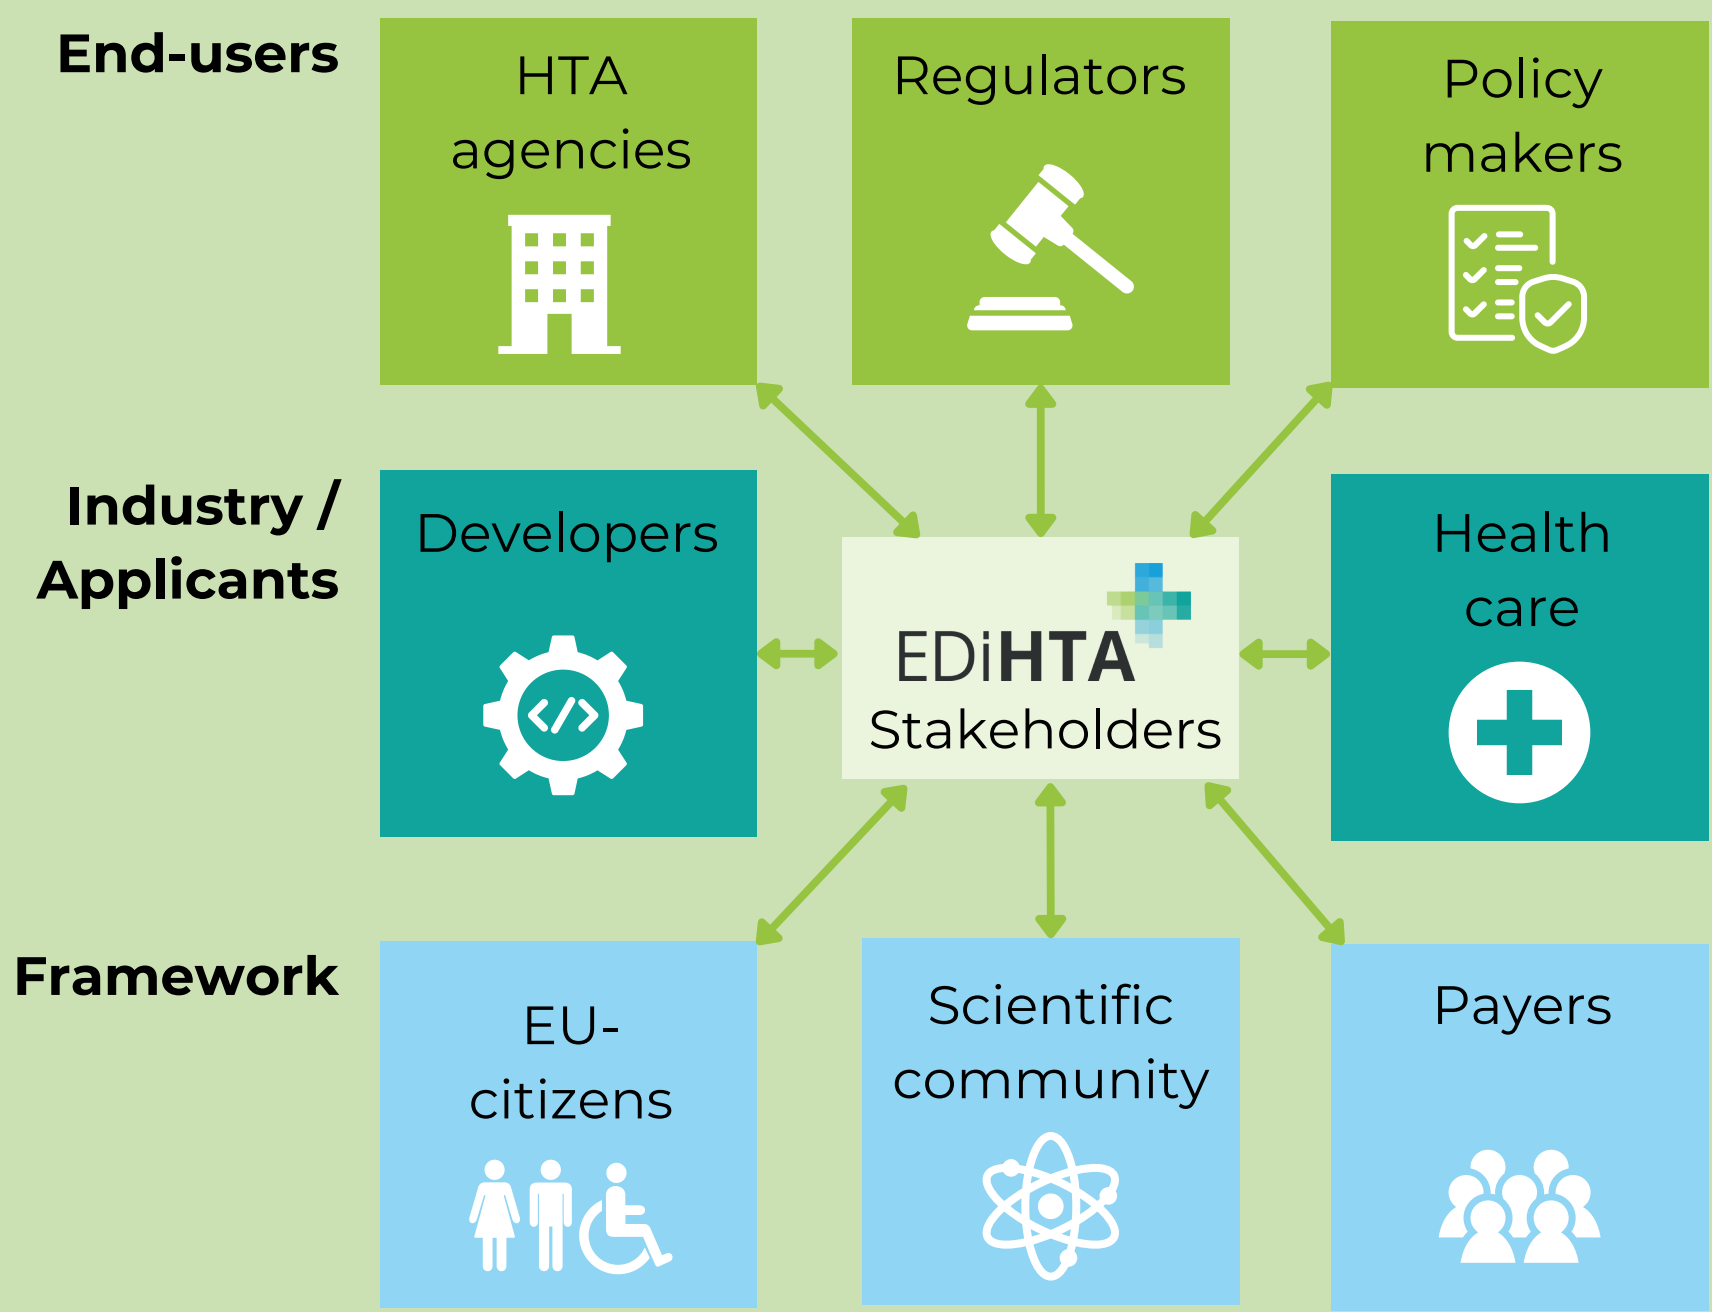 End-users
HTA
agencies
Regulators
Policy
makers
Industry /
Applicants
Developers
</>
EDiHTA
Stakeholders
Health
care
Framework
EU-
citizens
Scientific
community
Payers